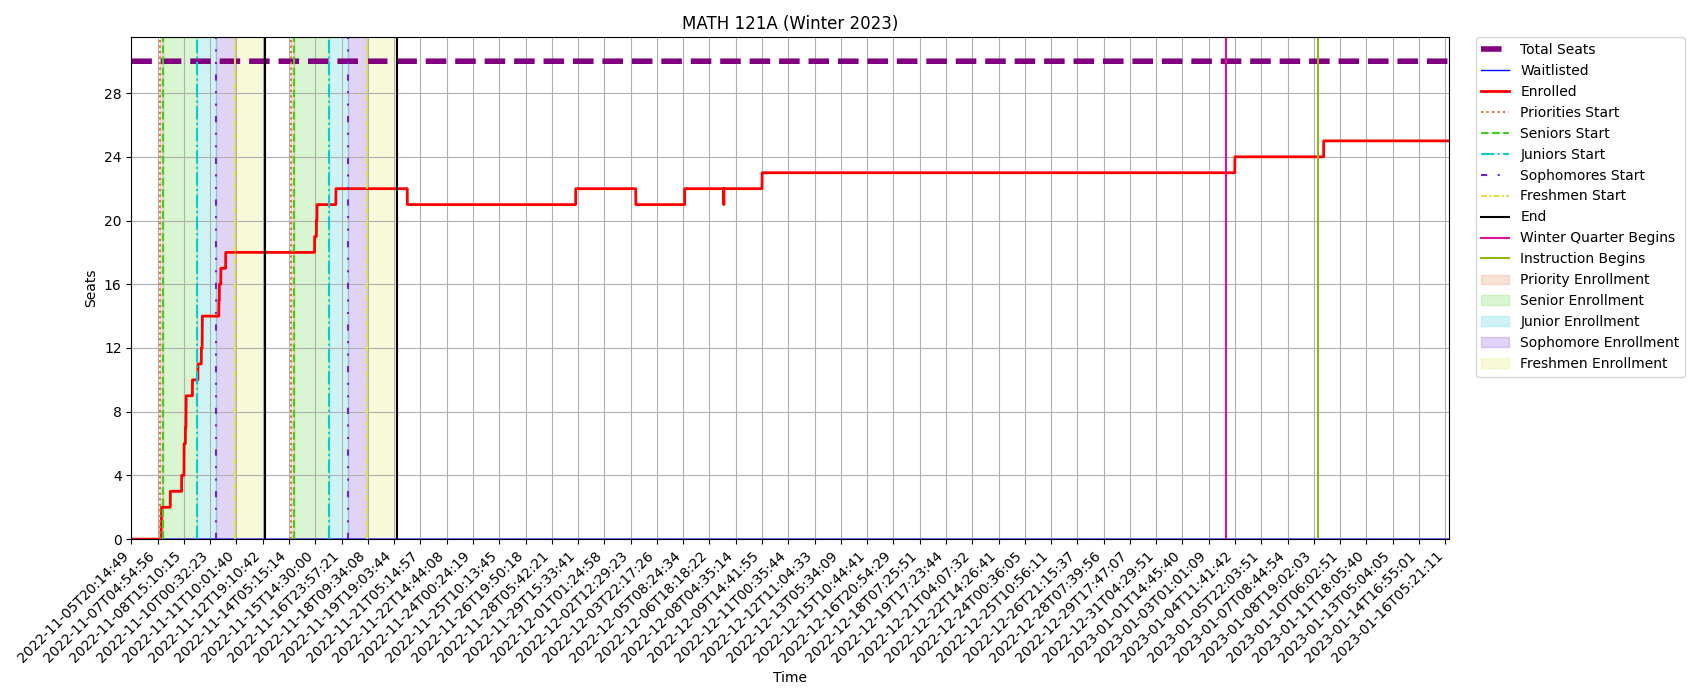 MATH 121A (Winter 2023)
Seats
28
24
20
16
12
8
4
0
2022-11-05T20:14:49
2022-11-07T04:54:56
2022-11-08T15:10:15
2022-11-10T00:32:23
2022-11-11T10:01:40
2022-11-12T19:10:42
2022-11-14T05:15:14
2022-11-15T14:30:00
2022-11-16T23:57:21
2022-11-18T09:34:08
2022-11-19T19:03:44
2022-11-21T05:14:57
2022-11-22T14:44:08
2022-11-24T00:24:19
2022-11-25T10:13:45
2022-11-26T19:50:18
2022-11-28T05:42:21
2022-11-29T15:33:41
2022-12-01T01:24:58
2022-12-02T12:29:23
2022-12-03T22:17:26
2022-12-05T08:24:34
2022-12-06T18:18:22
2022-12-08T04:35:14
2022-12-09T14:41:55
2022-12-11T00:35:44
2022-12-12T11:04:33
2022-12-13T05:34:09
2022-12-15T10:44:41
2022-12-16T20:54:29
2022-12-18T07:25:51
2022-12-19T17:23:44
2022-12-21T04:07:32
2022-12-22T14:26:41
2022-12-24T00:36:05
2022-12-25T10:56:11
2022-12-26T21:15:37
2022-12-28T07:39:56
2022-12-29T17:47:07
2022-12-31T04:29:51
2023-01-01T14:45:40
2023-01-03T01:01:09
2023-01-04T11:41:42
2023-01-05T22:03:51
2023-01-07T08:44:54
2023-01-08T19:02:03
2023-01-10T06:02:51
2023-01-11T18:05:40
2023-01-13T05:04:05
2023-01-14T16:55:01
2023-01-16T05:21:11
Time
Total Seats
Waitlisted
Enrolled
Priorities Start
Seniors Start
Juniors Start
Sophomores Start
Freshmen Start
End
Winter Quarter Begins
Instruction Begins
Priority Enrollment
Senior Enrollment
Junior Enrollment
Sophomore Enrollment
Freshmen Enrollment